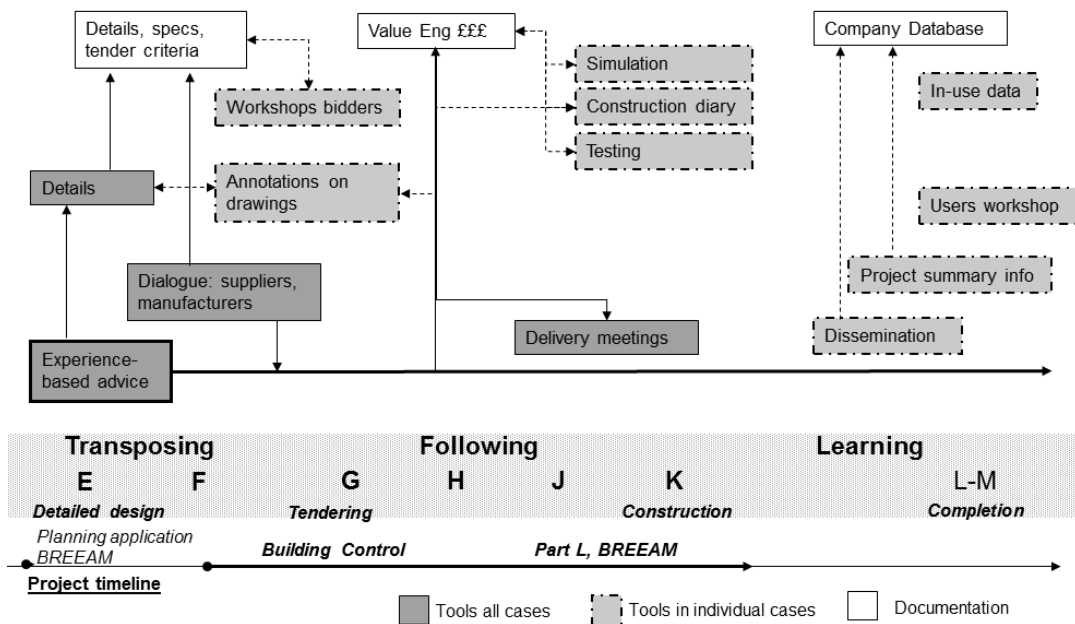 Details, specs,
tender criteria
Value Eng £££
Company Database
Simulation
In-use data
Workshops bidders
Construction diary
Testing
Details
Annotations on
drawings
Users workshop
Dialogue: suppliers,
manufacturers
Project summary info
Delivery meetings
Dissemination
Experience-
based advice
Transposing
Following
Learning
E
F
G
H
J
K
L-M
Detailed design
Tendering
Construction
Completion
Planning application
BREEAM
Building Control
Part L, BREEAM
Project timeline
Tools all cases
Tools in individual cases
Documentation